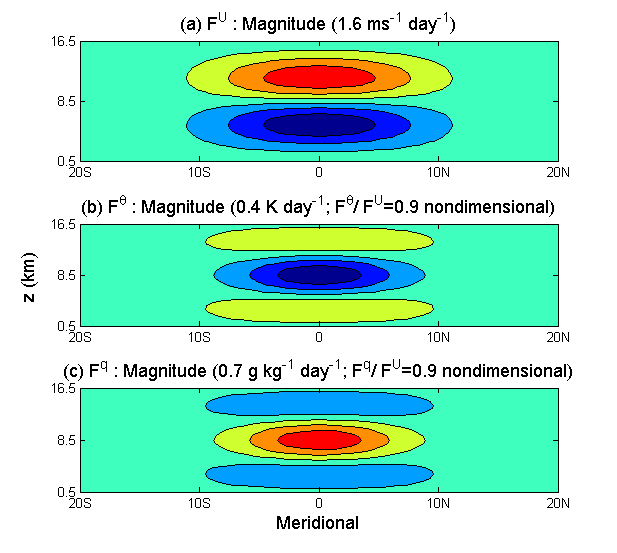 (a) F^U : Magnitude (1.6 ms^-1 day^-1)
16.5
8.5
0.5
20S 10S 0 10N 20N
(b) F^θ : Magnitude (0.4 K day^-1; F^θ/ F^U=0.9 nondimensional)
16.5
8.5
0.5
20S 10S 0 10N 20N
z (km)
(c) F^q : Magnitude (0.7 g kg^-1 day^-1; F^q/ F^U=0.9 nondimensional)
16.5
8.5
0.5
20S 10S 0 10N 20N
Meridional